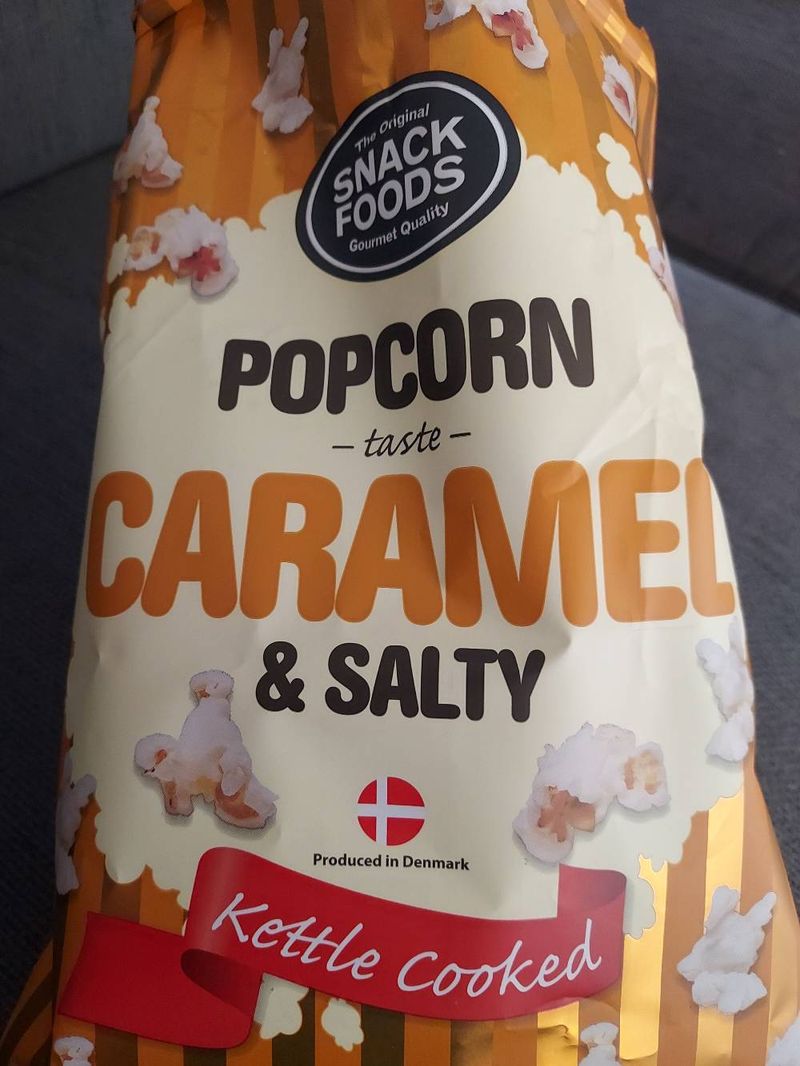 The Original
SNACK
FOODS
Gourmet Quality
POPCORN
– taste –
CARAMEL
& SALTY
Produced in Denmark
Kettle Cooked